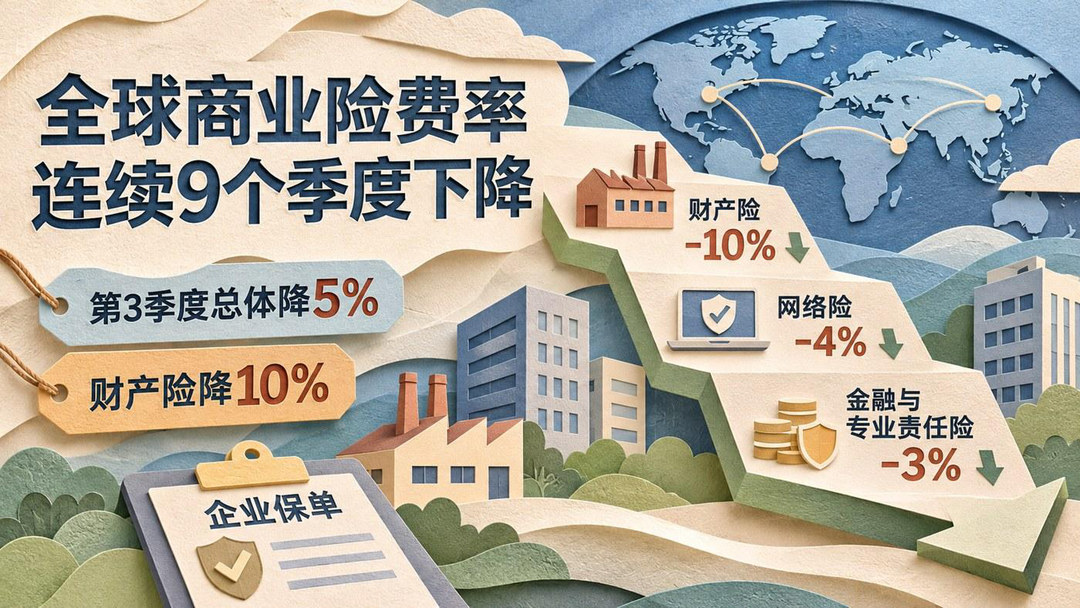 全球商业险费率
连续9个季度下降
第3季度总体降5%
财产险降10%
企业保单
财产险
-10%
网络险
-4%
金融与
专业责任险
-3%